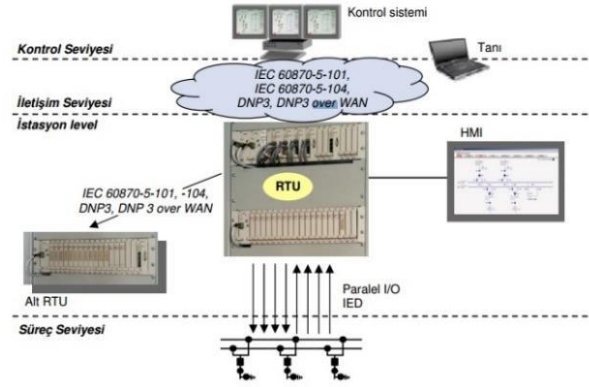 Kontrol sistemi
Kontrol Seviyesi
Tanı
IEC 60870-5-101,
IEC 60870-5-104,
DNP3, DNP3 over WAN
İletişim Seviyesi
İstasyon level
HMI
RTU
IEC 60870-5-101, -104,
DNP3, DNP 3 over WAN
Alt RTU
Paralel I/O
IED
Süreç Seviyesi